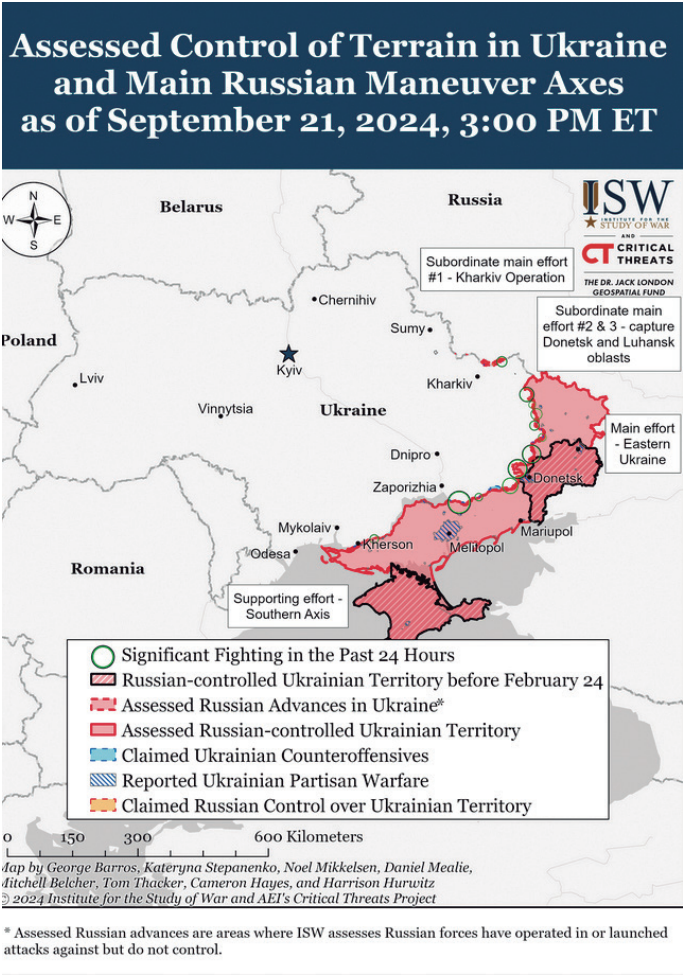 Assessed Control of Terrain in Ukraine
and Main Russian Maneuver Axes
as of September 21, 2024, 3:00 PM ET
N
W
E
S
Belarus
Russia
ISW
INSTITUTE FOR THE
STUDY OF WAR
AND
CT CRITICAL
THREATS
THE DR. JACK LONDON
GEOSPATIAL FUND
Subordinate main effort
#1 - Kharkiv Operation
Subordinate main
effort #2 & 3 - capture
Donetsk and Luhansk
oblasts
Chernihiv
Sumy
Poland
Kyiv
Lviv
Kharkiv
Vinnytsia
Ukraine
Main effort
- Eastern
Ukraine
Dnipro
Donetsk
Zaporizhia
Mykolaiv
Mariupol
Kherson
Melitopol
Odesa
Romania
Supporting effort -
Southern Axis
Significant Fighting in the Past 24 Hours
Russian-controlled Ukrainian Territory before February 24
Assessed Russian Advances in Ukraine*
Assessed Russian-controlled Ukrainian Territory
Claimed Ukrainian Counteroffensives
Reported Ukrainian Partisan Warfare
Claimed Russian Control over Ukrainian Territory
0 150 300 600 Kilometers
Map by George Barros, Kateryna Stepanenko, Noel Mikkelsen, Daniel Mealie,
Mitchell Belcher, Tom Thacker, Cameron Hayes, and Harrison Hurwitz
© 2024 Institute for the Study of War and AEI's Critical Threats Project
* Assessed Russian advances are areas where ISW assesses Russian forces have operated in or launched
attacks against but do not control.